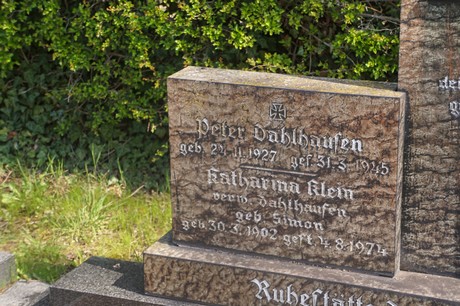 Peter Dahlhausen
geb 24.11.1927 gef 31.3.1945
Katharina Klein
verw. Dahlhausen
geb Simon
geb 30.3.1902 gest 4.8.1974
Ruhestätte